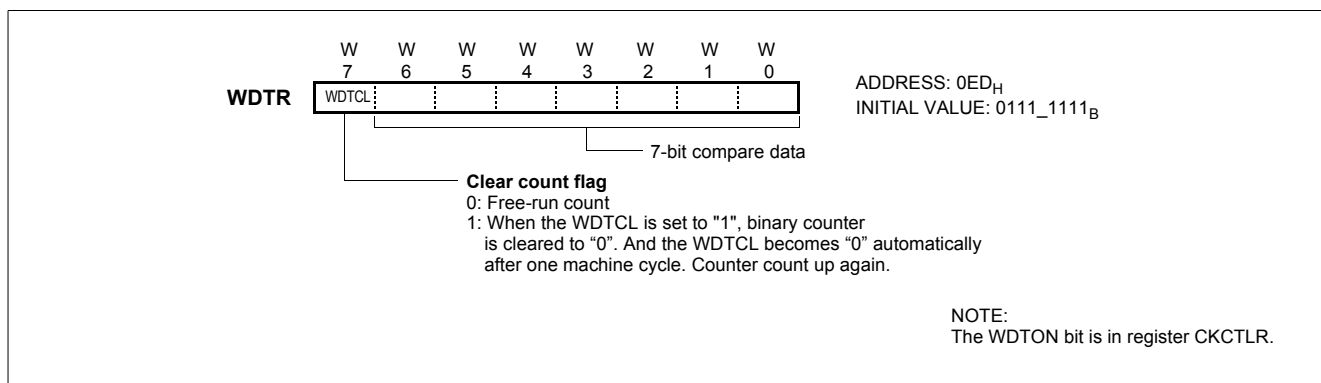 W W W W W W W W
7 6 5 4 3 2 1 0
WDTR WDTCL
ADDRESS: 0EDH
INITIAL VALUE: 0111_1111B
7-bit compare data
Clear count flag
0: Free-run count
1: When the WDTCL is set to "1", binary counter
is cleared to “0”. And the WDTCL becomes “0” automatically
after one machine cycle. Counter count up again.
NOTE:
The WDTON bit is in register CKCTLR.